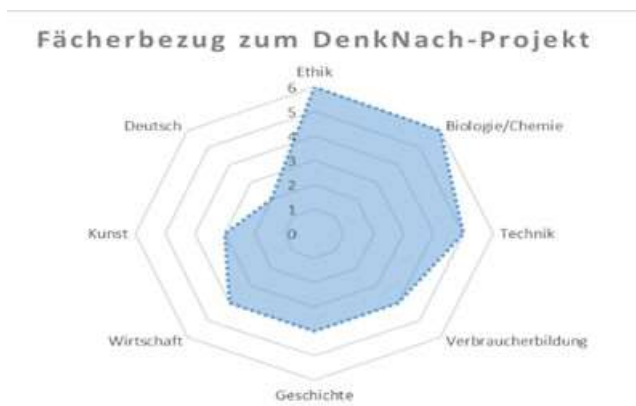 Fächerbezug zum DenkNach-Projekt
Ethik
6
5
4
3
2
1
0
Deutsch
Biologie/Chemie
Kunst
Technik
Wirtschaft
Verbraucherbildung
Geschichte